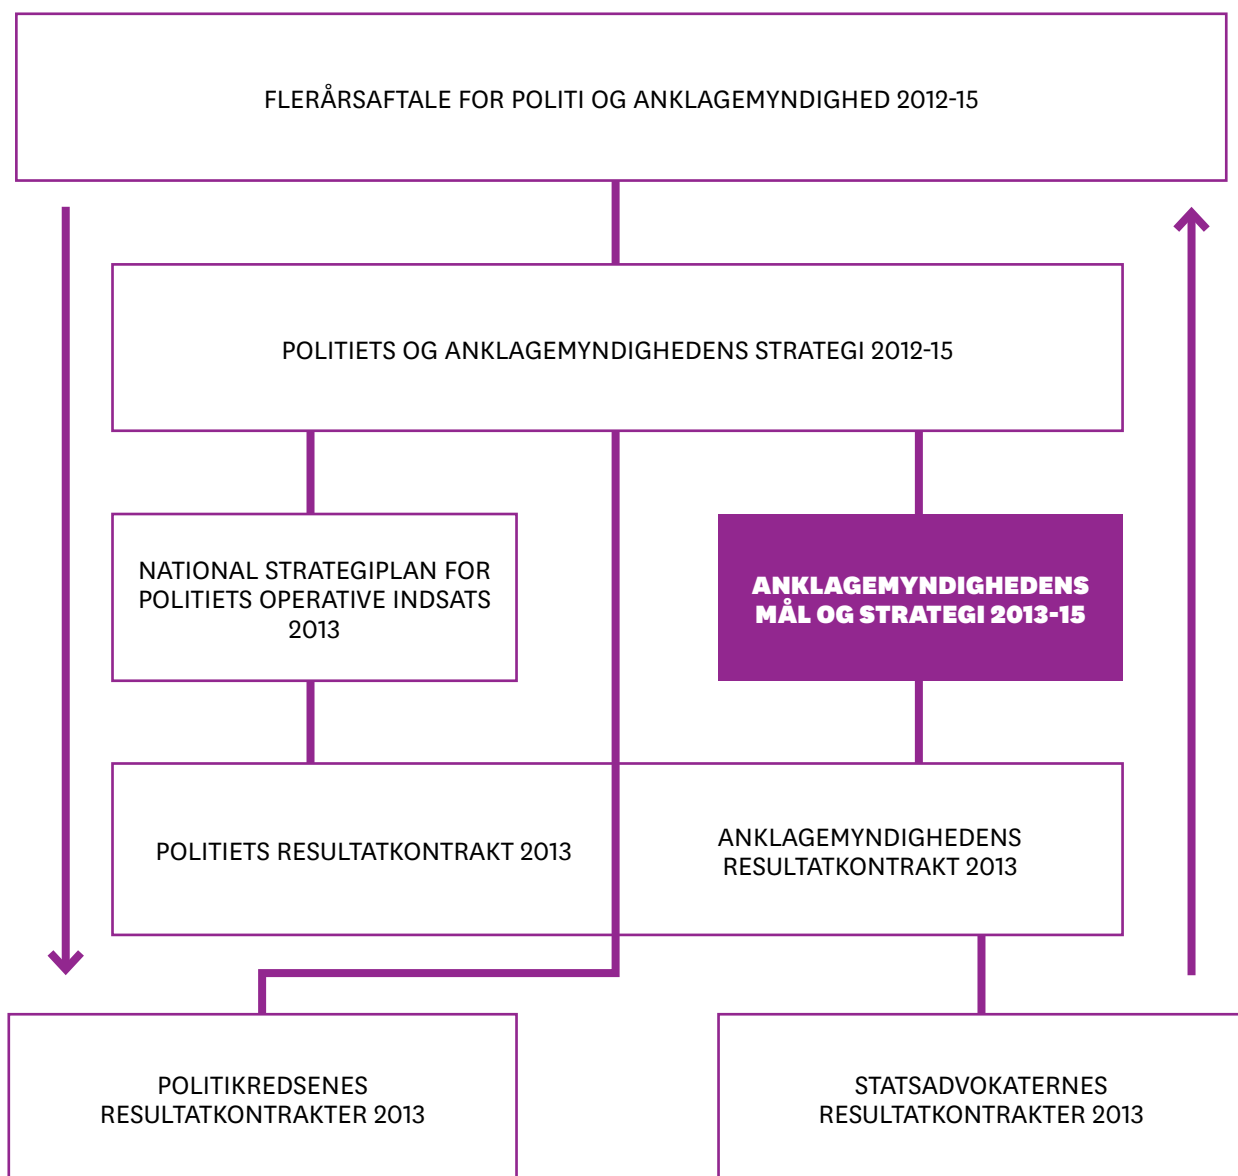 FLERÅRSAFTALE FOR POLITI OG ANKLAGEMYNDIGHED 2012-15
POLITIETS OG ANKLAGEMYNDIGHEDENS STRATEGI 2012-15
NATIONAL STRATEGIPLAN FOR
POLITIETS OPERATIVE INDSATS
2013
ANKLAGEMYNDIGHEDENS
MÅL OG STRATEGI 2013-15
POLITIETS RESULTATKONTRAKT 2013
ANKLAGEMYNDIGHEDENS
RESULTATKONTRAKT 2013
POLITIKREDSENES
RESULTATKONTRAKTER 2013
STATSADVOKATERNES
RESULTATKONTRAKTER 2013